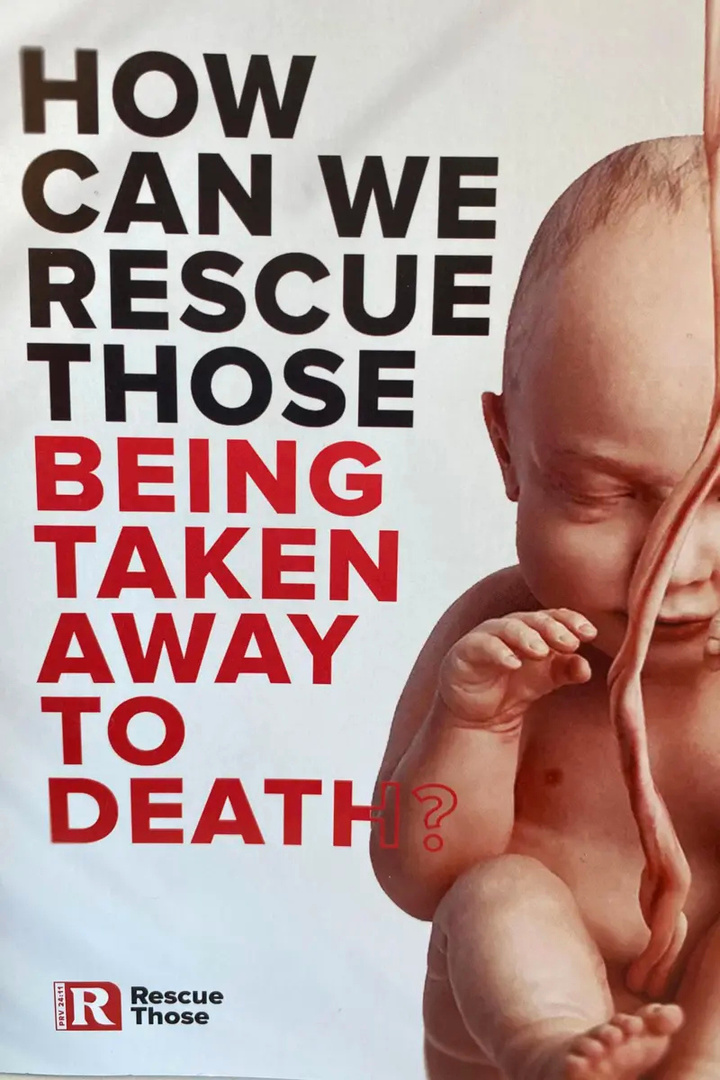 HOW
CAN WE
RESCUE
THOSE
BEING
TAKEN
AWAY
TO
DEATH?
PRV 24:11
R
Rescue
Those